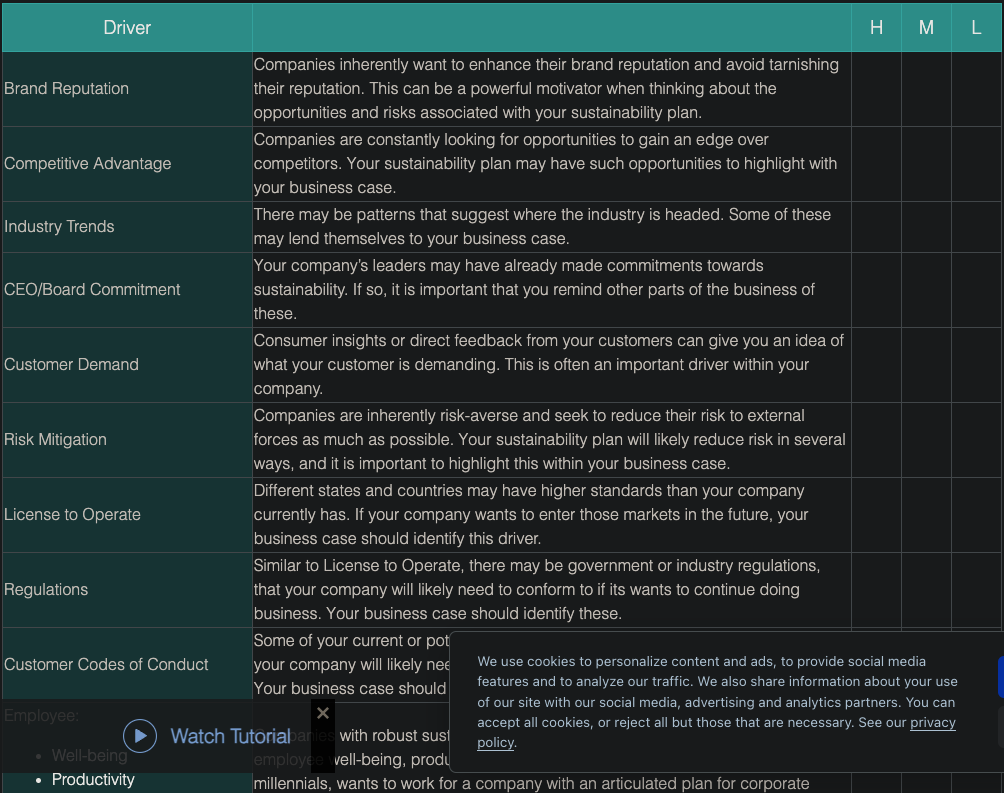 Driver H M L
Brand Reputation
Companies inherently want to enhance their brand reputation and avoid tarnishing
their reputation. This can be a powerful motivator when thinking about the
opportunities and risks associated with your sustainability plan.
Competitive Advantage
Companies are constantly looking for opportunities to gain an edge over
competitors. Your sustainability plan may have such opportunities to highlight with
your business case.
Industry Trends
There may be patterns that suggest where the industry is headed. Some of these
may lend themselves to your business case.
CEO/Board Commitment
Your company’s leaders may have already made commitments towards
sustainability. If so, it is important that you remind other parts of the business of
these.
Customer Demand
Consumer insights or direct feedback from your customers can give you an idea of
what your customer is demanding. This is often an important driver within your
company.
Risk Mitigation
Companies are inherently risk-averse and seek to reduce their risk to external
forces as much as possible. Your sustainability plan will likely reduce risk in several
ways, and it is important to highlight this within your business case.
License to Operate
Different states and countries may have higher standards than your company
currently has. If your company wants to enter those markets in the future, your
business case should identify this driver.
Regulations
Similar to License to Operate, there may be government or industry regulations,
that your company will likely need to conform to if its wants to continue doing
business. Your business case should identify these.
Customer Codes of Conduct
Some of your current or
your company will likely
Your business case should
Employee:
• Well-being
• Productivity
with robust
employee well-being,
millennials, wants to work for a company with an articulated plan for corporate
Watch Tutorial
We use cookies to personalize content and ads, to provide social media
features and to analyze our traffic. We also share information about your use
of our site with our social media, advertising and analytics partners. You can
accept all cookies, or reject all but those that are necessary. See our privacy
policy.